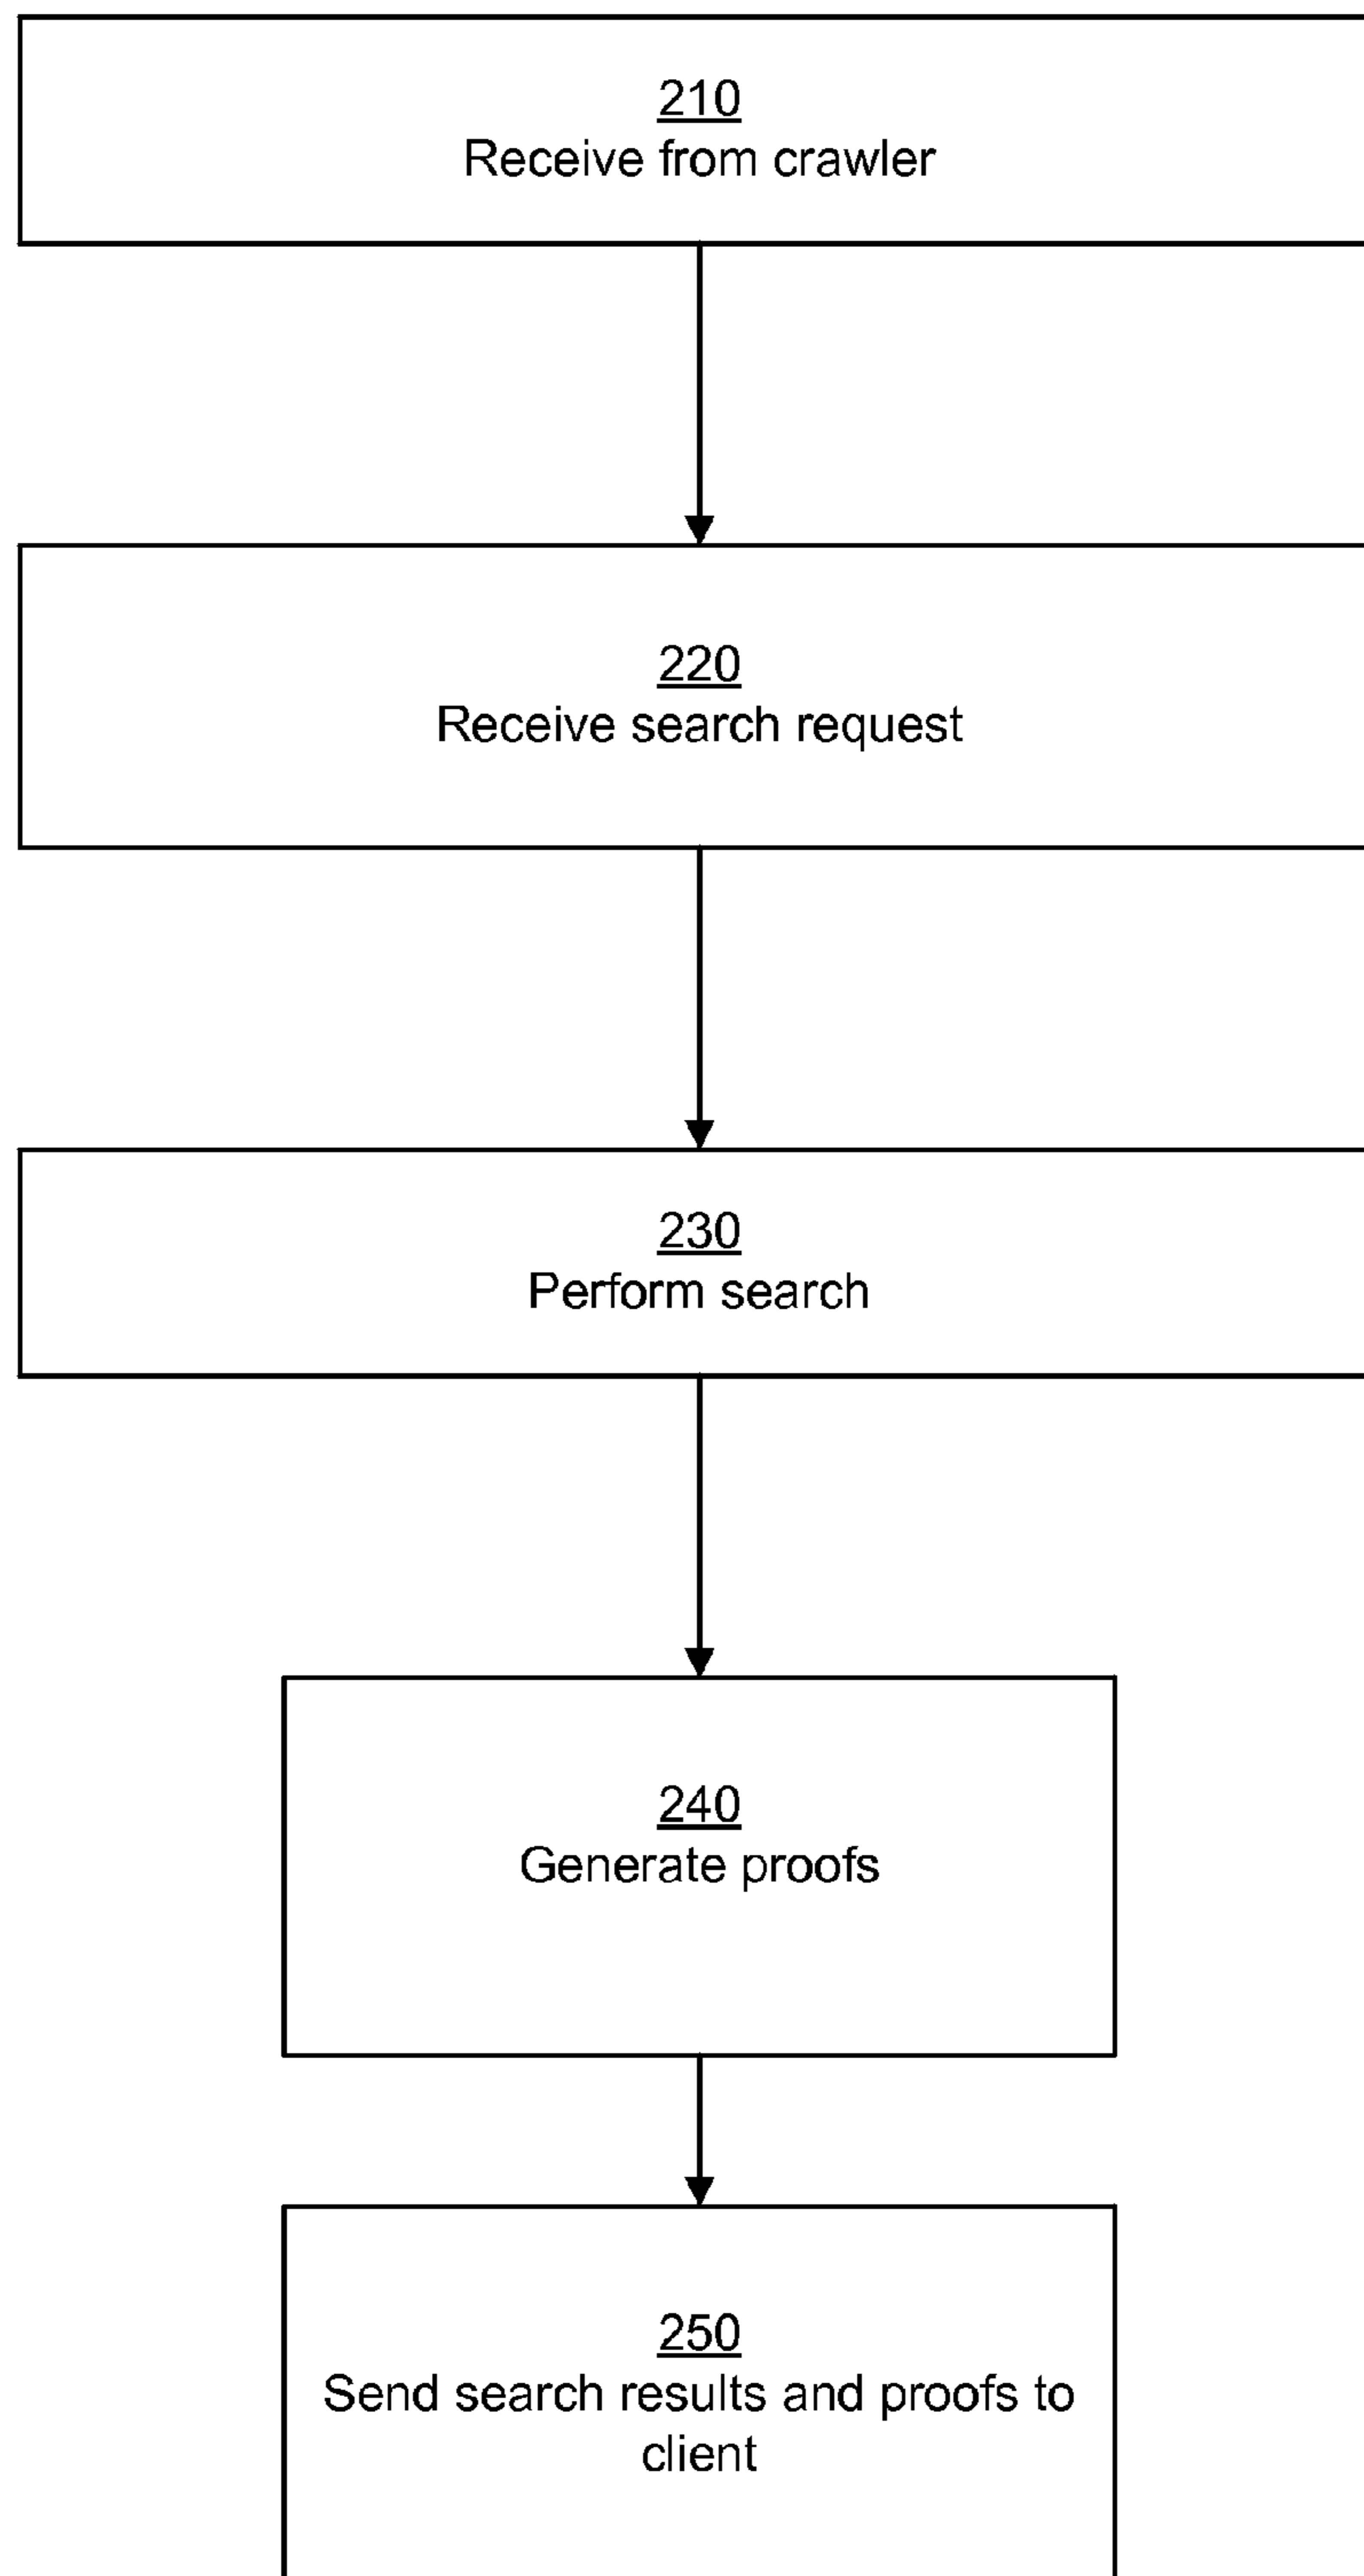 210
Receive from crawler
220
Receive search request
230
Perform search
240
Generate proofs
250
Send search results and proofs to
client